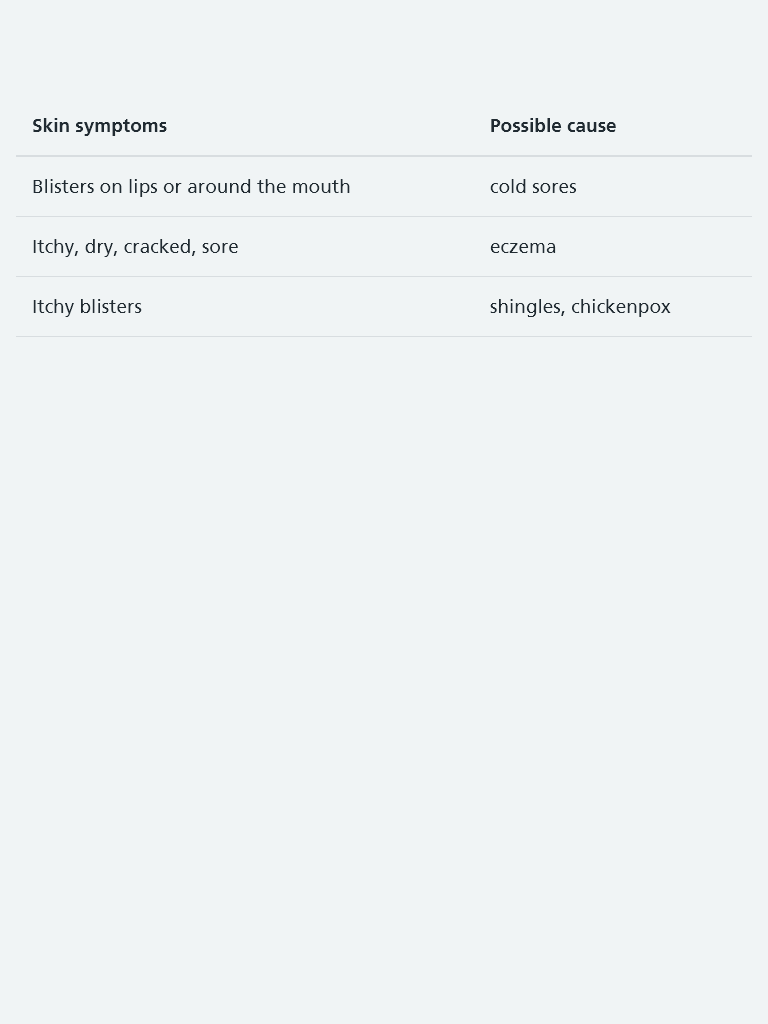 Skin symptoms Possible cause
Blisters on lips or around the mouth cold sores
Itchy, dry, cracked, sore eczema
Itchy blisters shingles, chickenpox